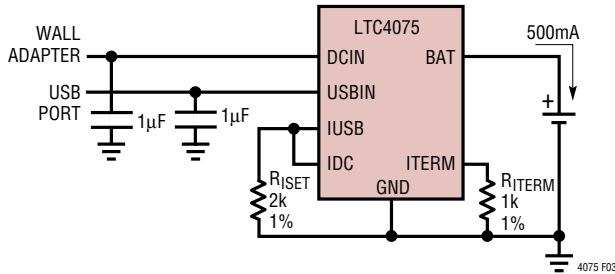 LTC4075
500mA
WALL
ADAPTER
DCIN
BAT
USB
PORT
USBIN
+
1µF
1µF
IUSB
IDC
ITERM
RISET
2k
1%
GND
RITERM
1k
1%
4075 F03